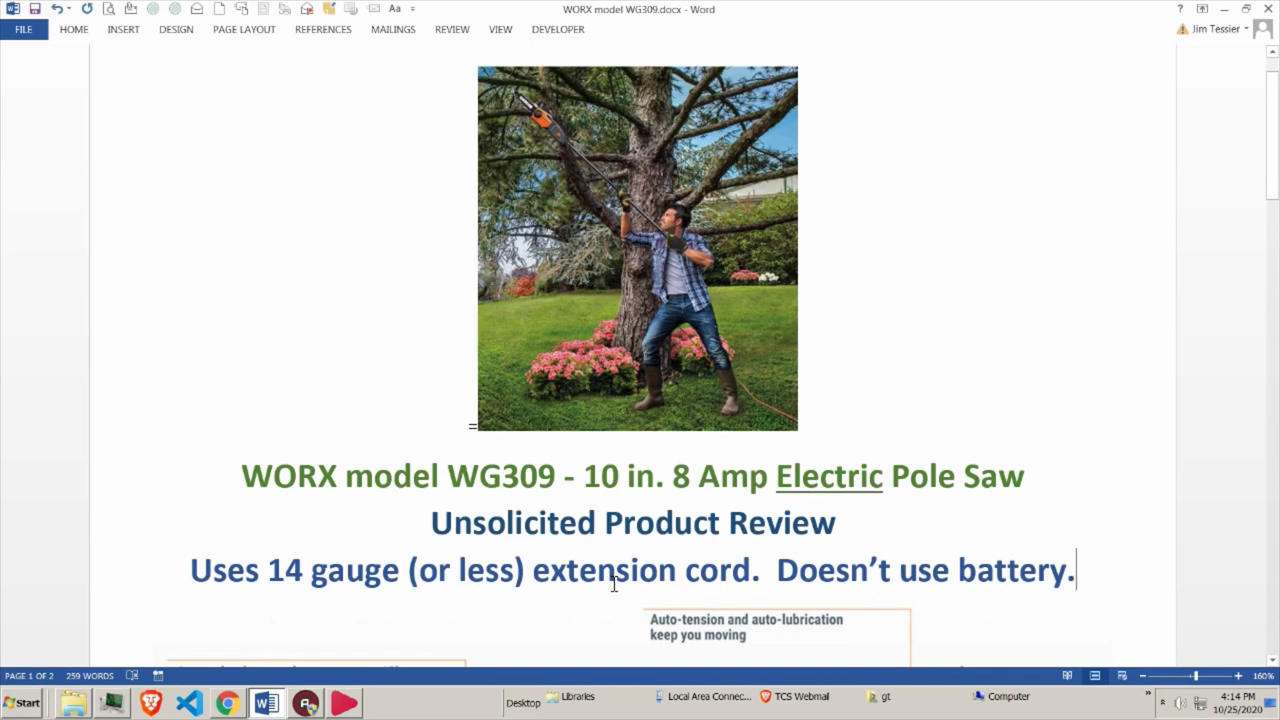 WORX model WG309.docx - Word
FILE HOME INSERT DESIGN PAGE LAYOUT REFERENCES MAILINGS REVIEW VIEW DEVELOPER Jim Tessier
=
WORX model WG309 - 10 in. 8 Amp Electric Pole Saw
Unsolicited Product Review
Uses 14 gauge (or less) extension cord. Doesn’t use battery.
Auto-tension and auto-lubrication
keep you moving
PAGE 1 OF 2 259 WORDS 160%
Start Desktop Libraries Local Area Connec... TCS Webmail gt Computer 4:14 PM
10/25/2020